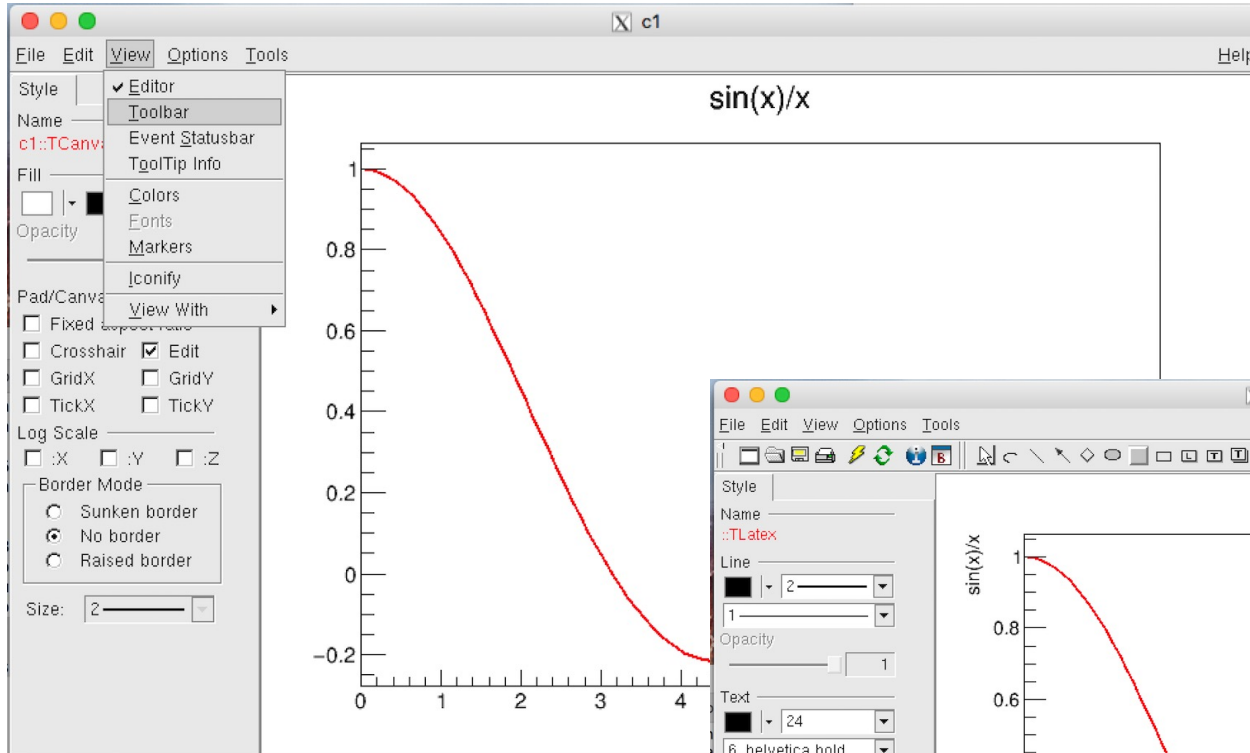 c1
File Edit View Options Tools Help
Style
Name
c1::TCanv
Fill
Opacity
Pad/Canva
Fixed aspect ratio
Crosshair Edit
GridX GridY
TickX TickY
Log Scale
:X :Y :Z
Border Mode
Sunken border
No border
Raised border
Size: 2
Editor
Toolbar
Event Statusbar
ToolTip Info
Colors
Fonts
Markers
Iconify
View With
sin(x)/x
1
0.8
0.6
0.4
0.2
0
−0.2
0 1 2 3 4
File Edit View Options Tools
B L T T
Style
Name
::TLatex
Line
2
1
Opacity
1
Text
24
6. helvetica bold
sin(x)/x
1
0.8
0.6